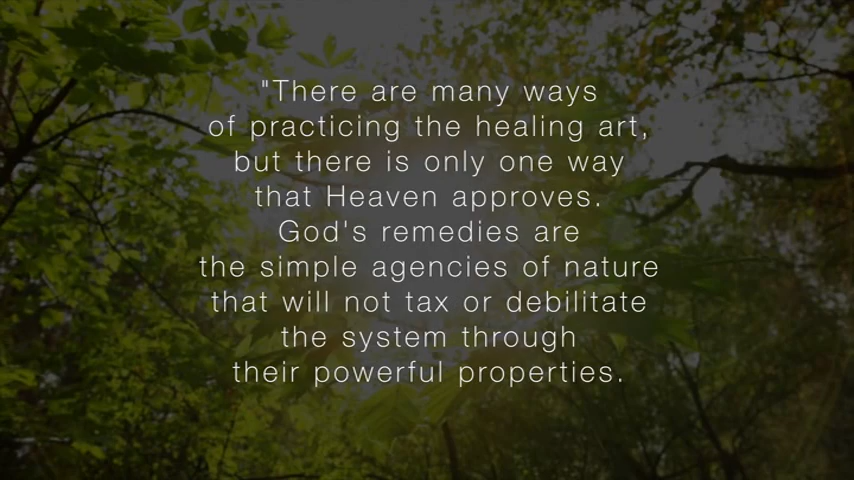 "There are many ways
of practicing the healing art,
but there is only one way
that Heaven approves.
God's remedies are
the simple agencies of nature
that will not tax or debilitate
the system through
their powerful properties.